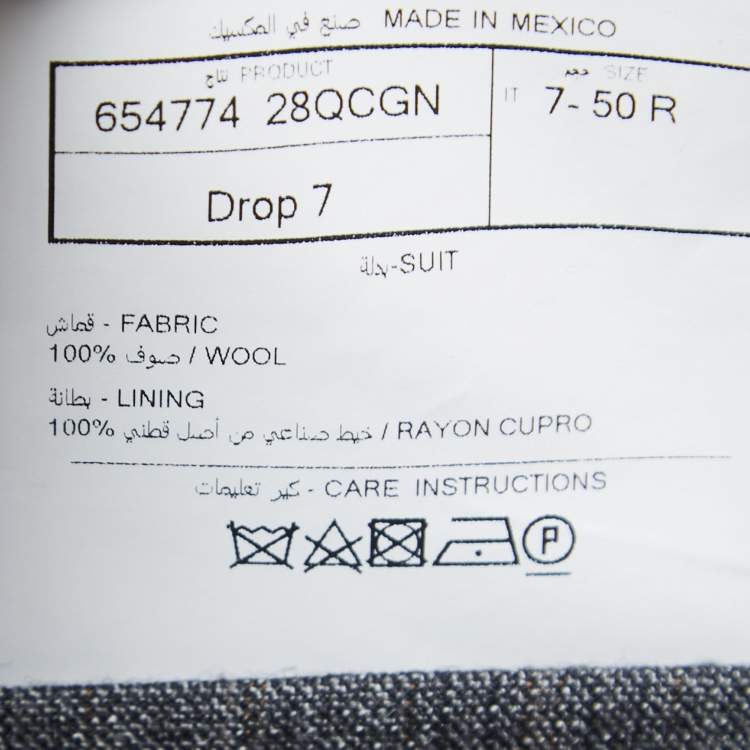 صنع في المكسيك MADE IN MEXICO
نتاج PRODUCT
654774 28QCGN
حجم SIZE
IT 7- 50 R
Drop 7
بدلة-SUIT
قماش - FABRIC
100% صوف / WOOL
بطانة - LINING
100% خيط صناعي من أصل قطني / RAYON CUPRO
كير تعليمات - CARE INSTRUCTIONS
P